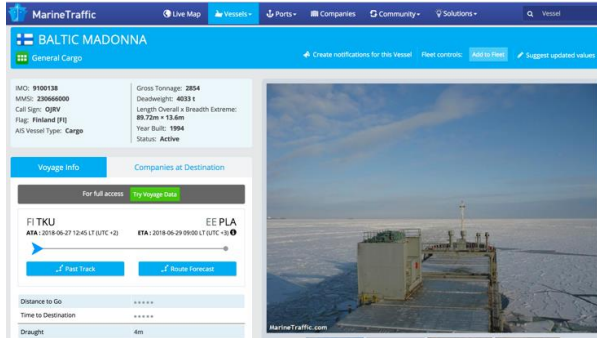 MarineTraffic
Live Map
Vessels
Ports
Companies
Community
Solutions
Vessel
BALTIC MADONNA
General Cargo
Create notifications for this Vessel
Fleet controls:
Add to Fleet
Suggest updated values
IMO: 9100138
MMSI: 230666000
Call Sign: OJRV
Flag: Finland [FI]
AIS Vessel Type: Cargo
Gross Tonnage: 2854
Deadweight: 4033 t
Length Overall x Breadth Extreme:
89.72m × 13.6m
Year Built: 1994
Status: Active
Voyage Info
Companies at Destination
For full access
Try Voyage Data
FI TKU
EE PLA
ATA : 2018-06-27 12:45 LT (UTC +2)
ETA : 2018-06-29 09:00 LT (UTC +3)
Past Track
Route Forecast
Distance to Go
Time to Destination
Draught 4m
MarineTraffic.com